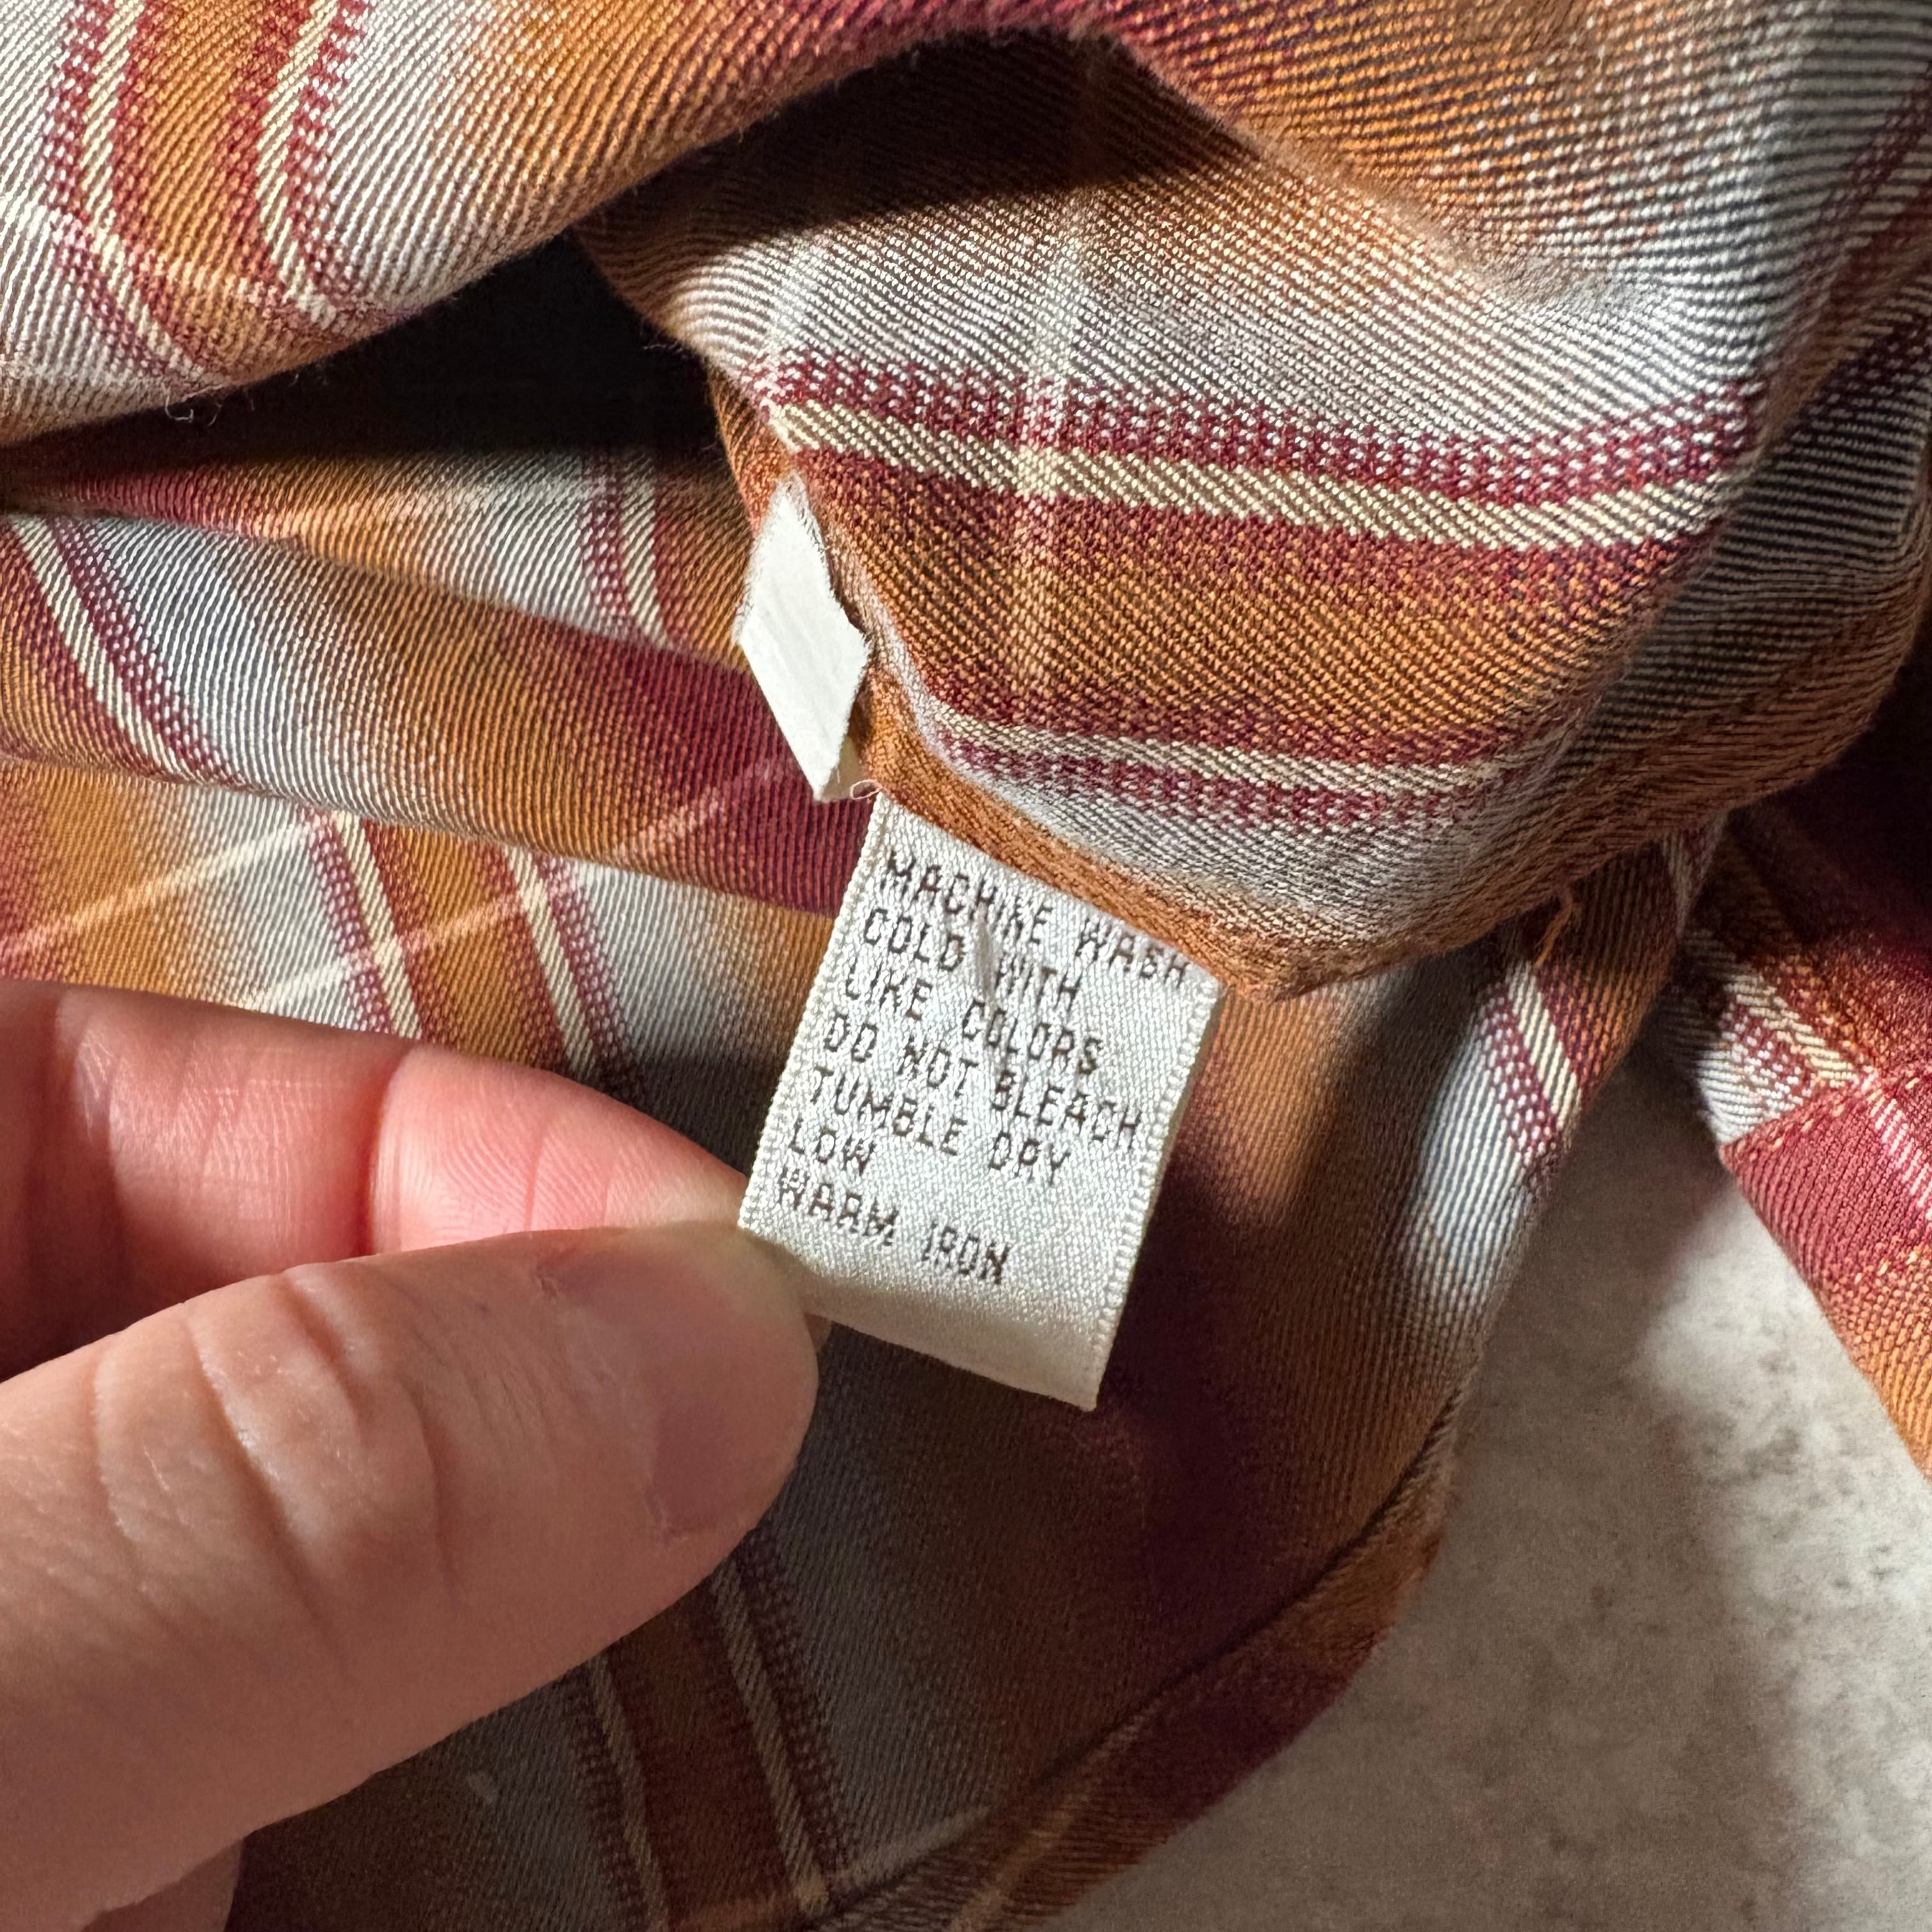 MACHINE WASH
COLD WITH
LIKE COLORS
DO NOT BLEACH
TUMBLE DRY
LOW
WARM IRON